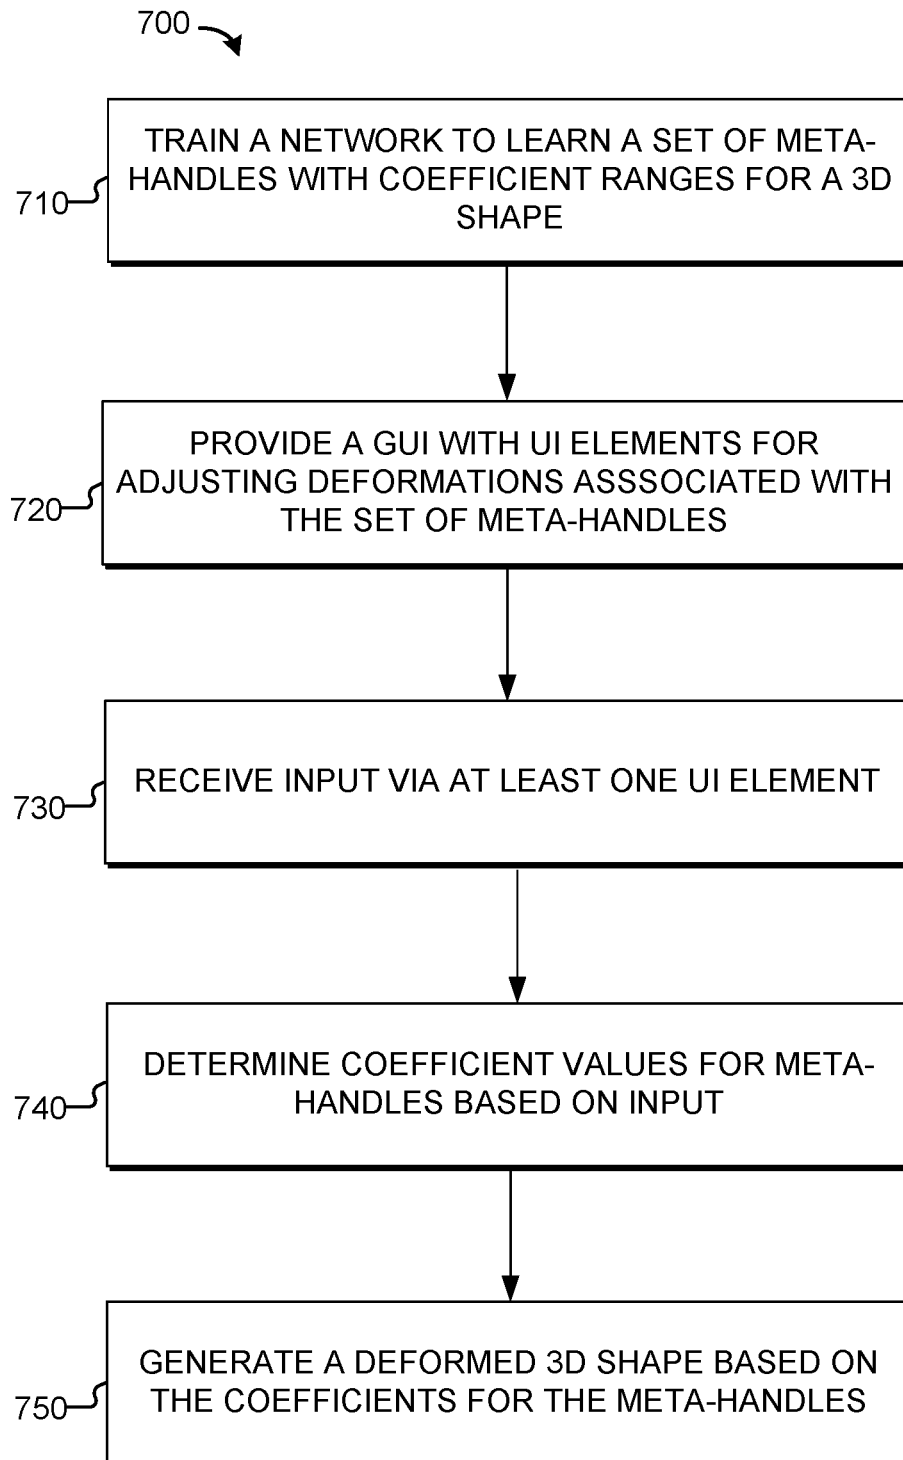 700
TRAIN A NETWORK TO LEARN A SET OF META-
HANDLES WITH COEFFICIENT RANGES FOR A 3D
SHAPE
710
PROVIDE A GUI WITH UI ELEMENTS FOR
ADJUSTING DEFORMATIONS ASSSOCIATED WITH
THE SET OF META-HANDLES
720
RECEIVE INPUT VIA AT LEAST ONE UI ELEMENT
730
DETERMINE COEFFICIENT VALUES FOR META-
HANDLES BASED ON INPUT
740
GENERATE A DEFORMED 3D SHAPE BASED ON
THE COEFFICIENTS FOR THE META-HANDLES
750